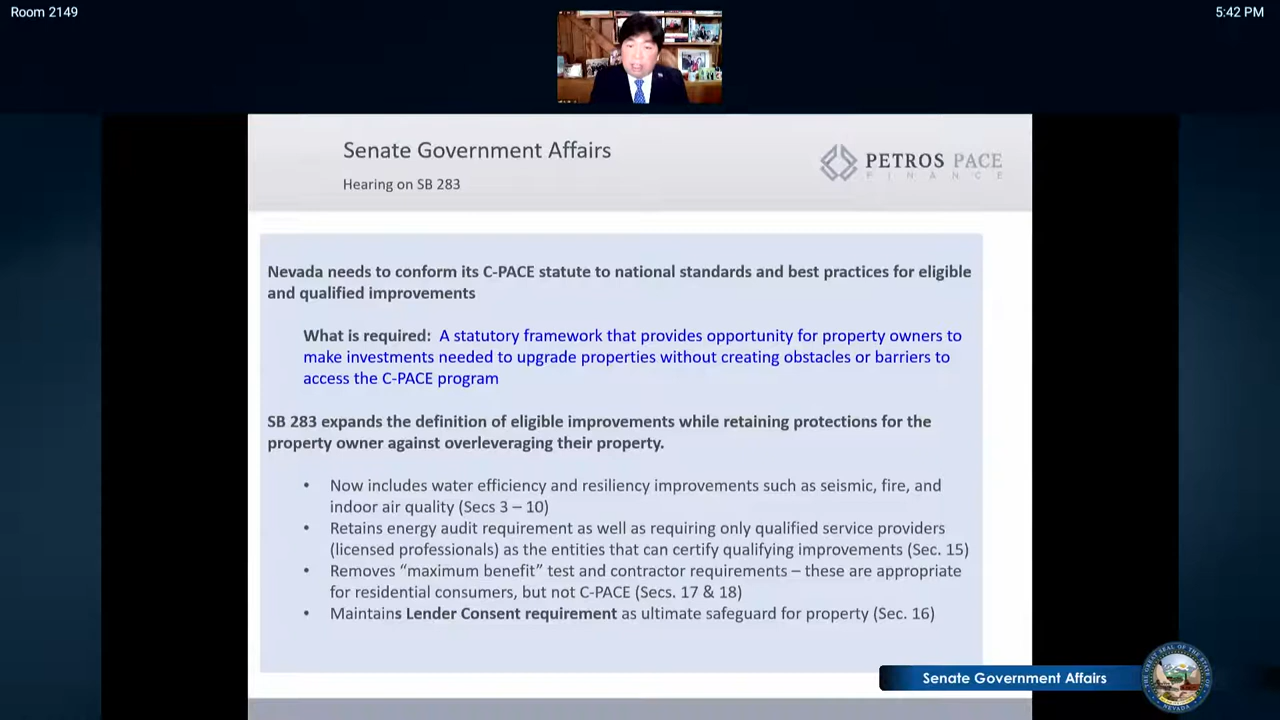 Room 2149
5:42 PM
Senate Government Affairs
Hearing on SB 283
PETROS PACE
FINANCE
Nevada needs to conform its C-PACE statute to national standards and best practices for eligible
and qualified improvements
What is required: A statutory framework that provides opportunity for property owners to
make investments needed to upgrade properties without creating obstacles or barriers to
access the C-PACE program
SB 283 expands the definition of eligible improvements while retaining protections for the
property owner against overleveraging their property.
• Now includes water efficiency and resiliency improvements such as seismic, fire, and
indoor air quality (Secs 3 – 10)
• Retains energy audit requirement as well as requiring only qualified service providers
(licensed professionals) as the entities that can certify qualifying improvements (Sec. 15)
• Removes “maximum benefit” test and contractor requirements – these are appropriate
for residential consumers, but not C-PACE (Secs. 17 & 18)
• Maintains Lender Consent requirement as ultimate safeguard for property (Sec. 16)
Senate Government Affairs
THE GREAT SEAL OF THE STATE OF NEVADA